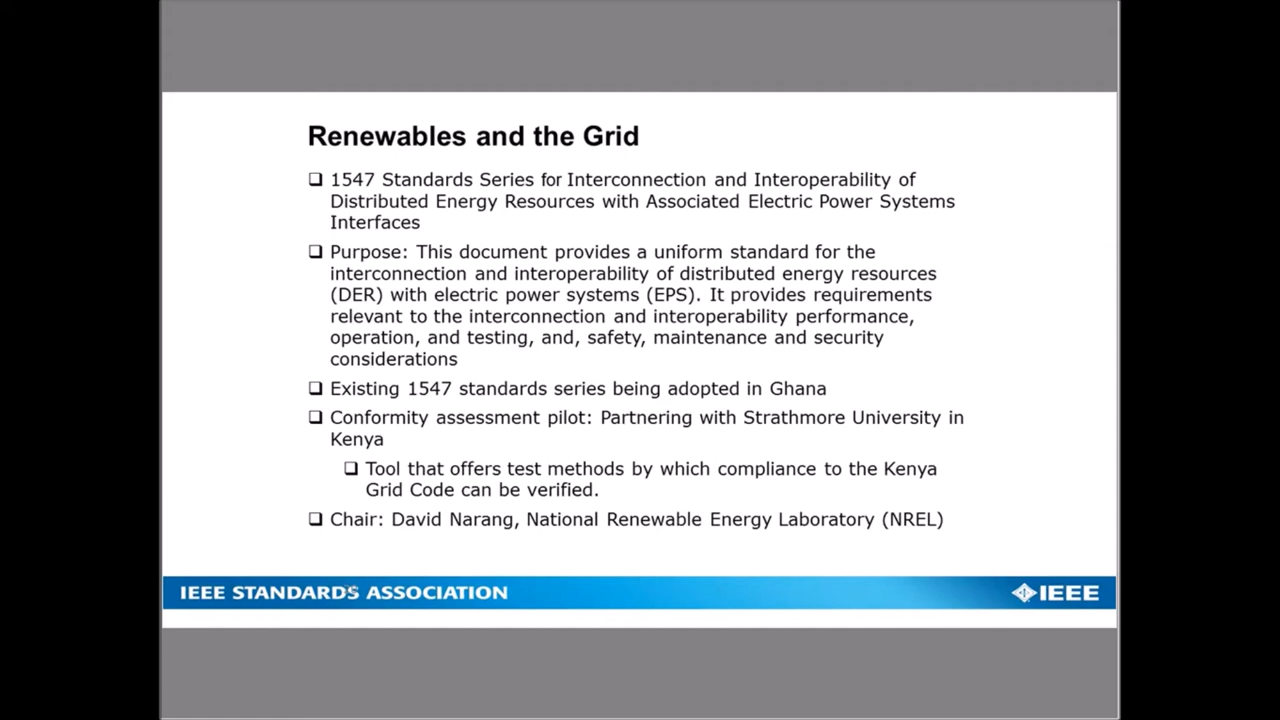 Renewables and the Grid
❑ 1547 Standards Series for Interconnection and Interoperability of
Distributed Energy Resources with Associated Electric Power Systems
Interfaces
❑ Purpose: This document provides a uniform standard for the
interconnection and interoperability of distributed energy resources
(DER) with electric power systems (EPS). It provides requirements
relevant to the interconnection and interoperability performance,
operation, and testing, and, safety, maintenance and security
considerations
❑ Existing 1547 standards series being adopted in Ghana
❑ Conformity assessment pilot: Partnering with Strathmore University in
Kenya
❑ Tool that offers test methods by which compliance to the Kenya
Grid Code can be verified.
❑ Chair: David Narang, National Renewable Energy Laboratory (NREL)
IEEE STANDARDS ASSOCIATION
IEEE